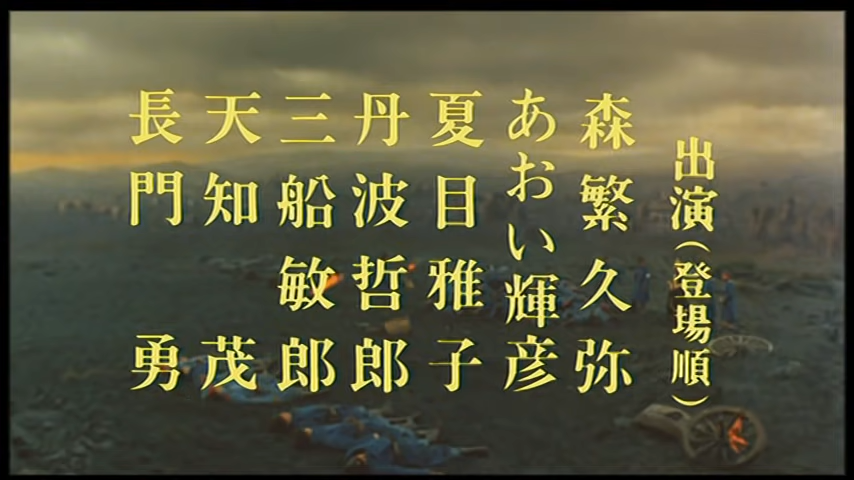 出演(登場順)
森繁久弥
あおい輝彦
夏目雅子
丹波哲郎
三船敏郎
天知茂
長門勇